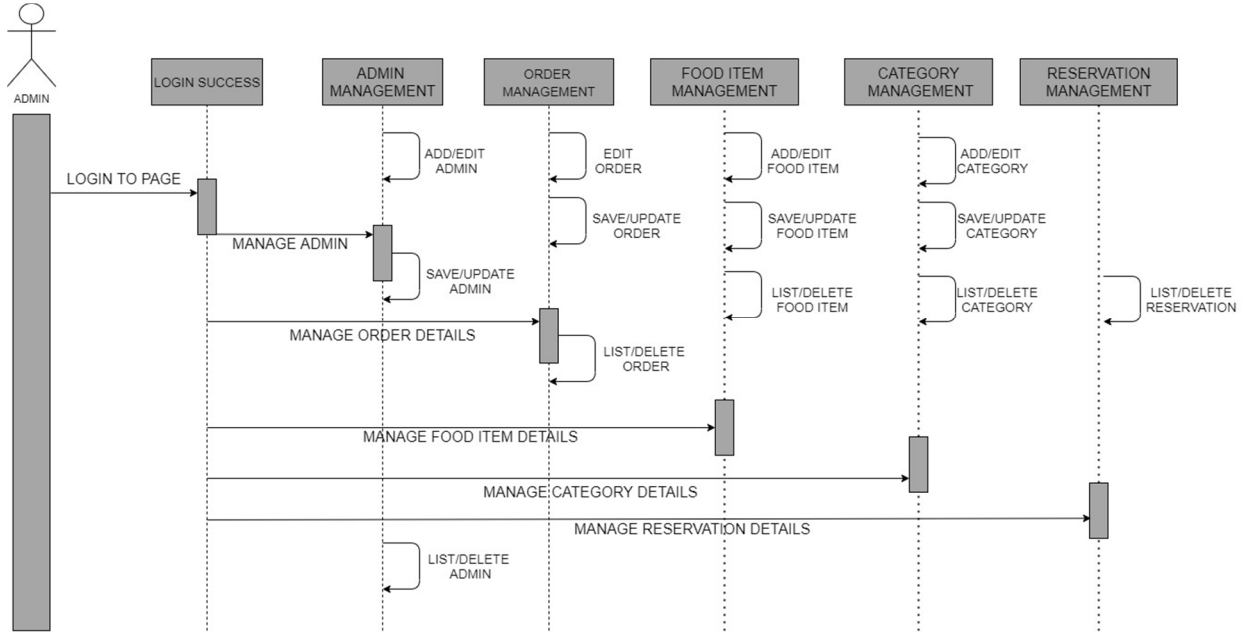 ADMIN
LOGIN SUCCESS
ADMIN
MANAGEMENT
ORDER
MANAGEMENT
FOOD ITEM
MANAGEMENT
CATEGORY
MANAGEMENT
RESERVATION
MANAGEMENT
ADD/EDIT
ADMIN
EDIT
ORDER
ADD/EDIT
FOOD ITEM
ADD/EDIT
CATEGORY
LOGIN TO PAGE
SAVE/UPDATE
ORDER
SAVE/UPDATE
FOOD ITEM
SAVE/UPDATE
CATEGORY
MANAGE ADMIN
SAVE/UPDATE
ADMIN
LIST/DELETE
FOOD ITEM
LIST/DELETE
CATEGORY
LIST/DELETE
RESERVATION
MANAGE ORDER DETAILS
LIST/DELETE
ORDER
MANAGE FOOD ITEM DETAILS
MANAGE CATEGORY DETAILS
MANAGE RESERVATION DETAILS
LIST/DELETE
ADMIN